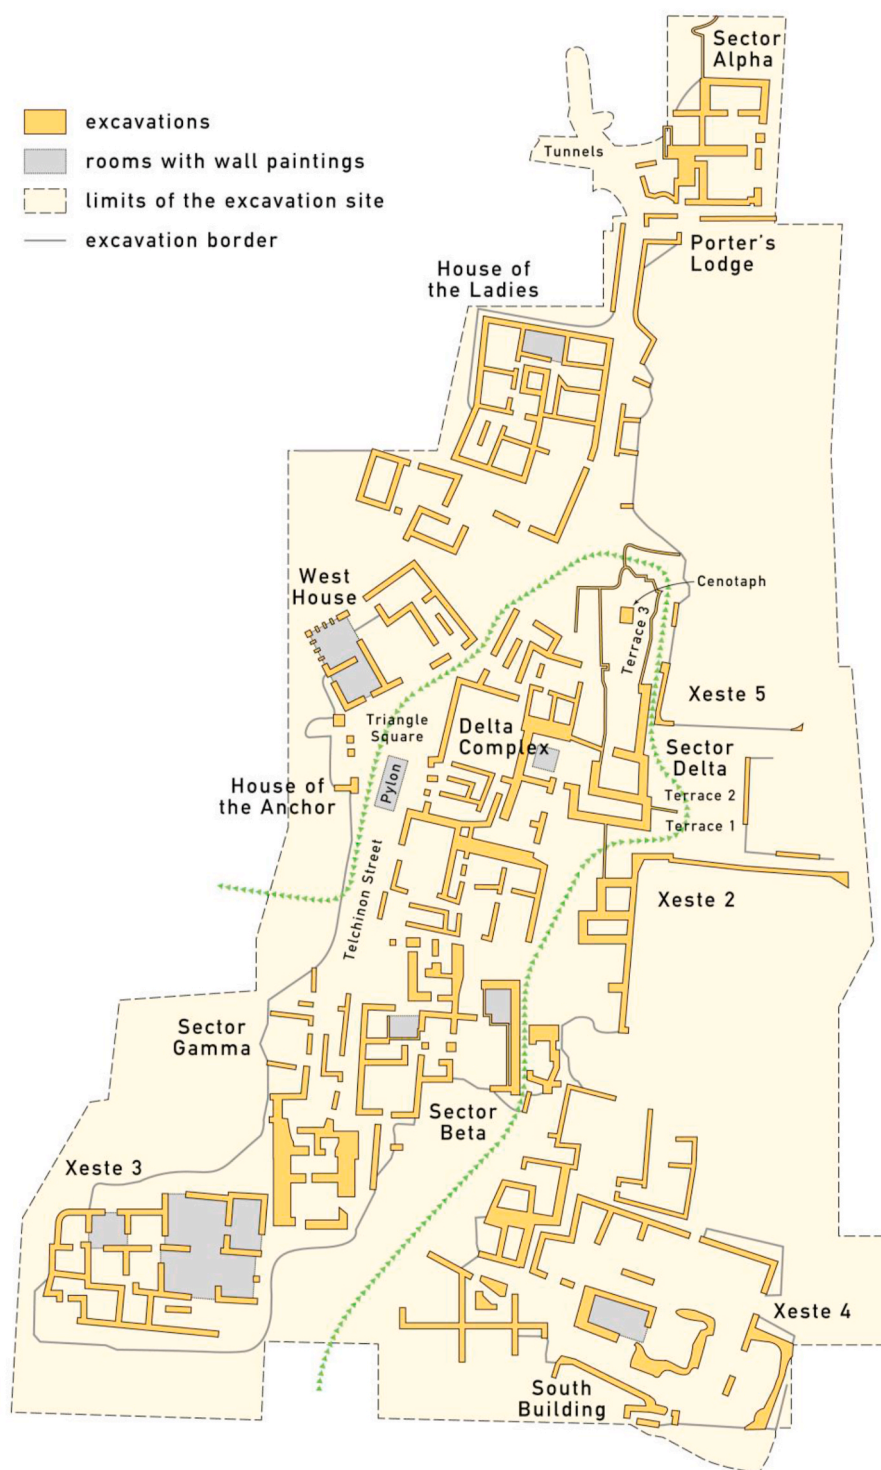 Sector
Alpha
excavations
rooms with wall paintings
limits of the excavation site
excavation border
Tunnels
Porter's
Lodge
House of
the Ladies
West
House
Cenotaph
Terrace 3
Xeste 5
Triangle
Square
Delta
Complex
Sector
Delta
House of
the Anchor
Pylon
Terrace 2
Terrace 1
Telchinon Street
Xeste 2
Sector
Gamma
Sector
Beta
Xeste 3
Xeste 4
South
Building